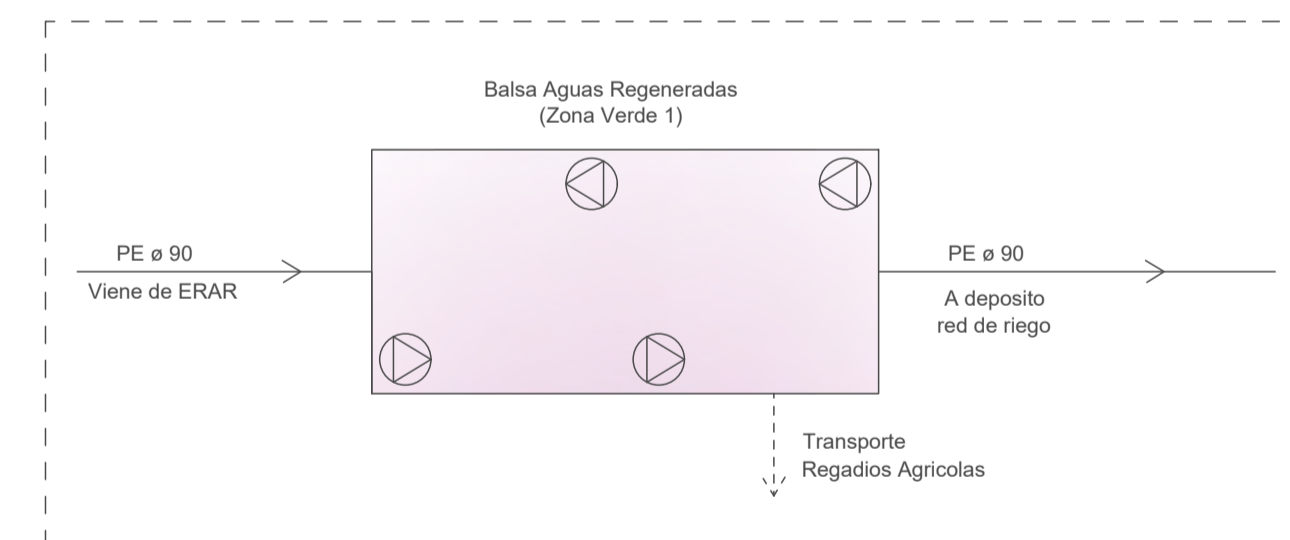 Balsa Aguas Regeneradas
(Zona Verde 1)
PE ø 90
Viene de ERAR
PE ø 90
A deposito
red de riego
Transporte
Regadios Agricolas